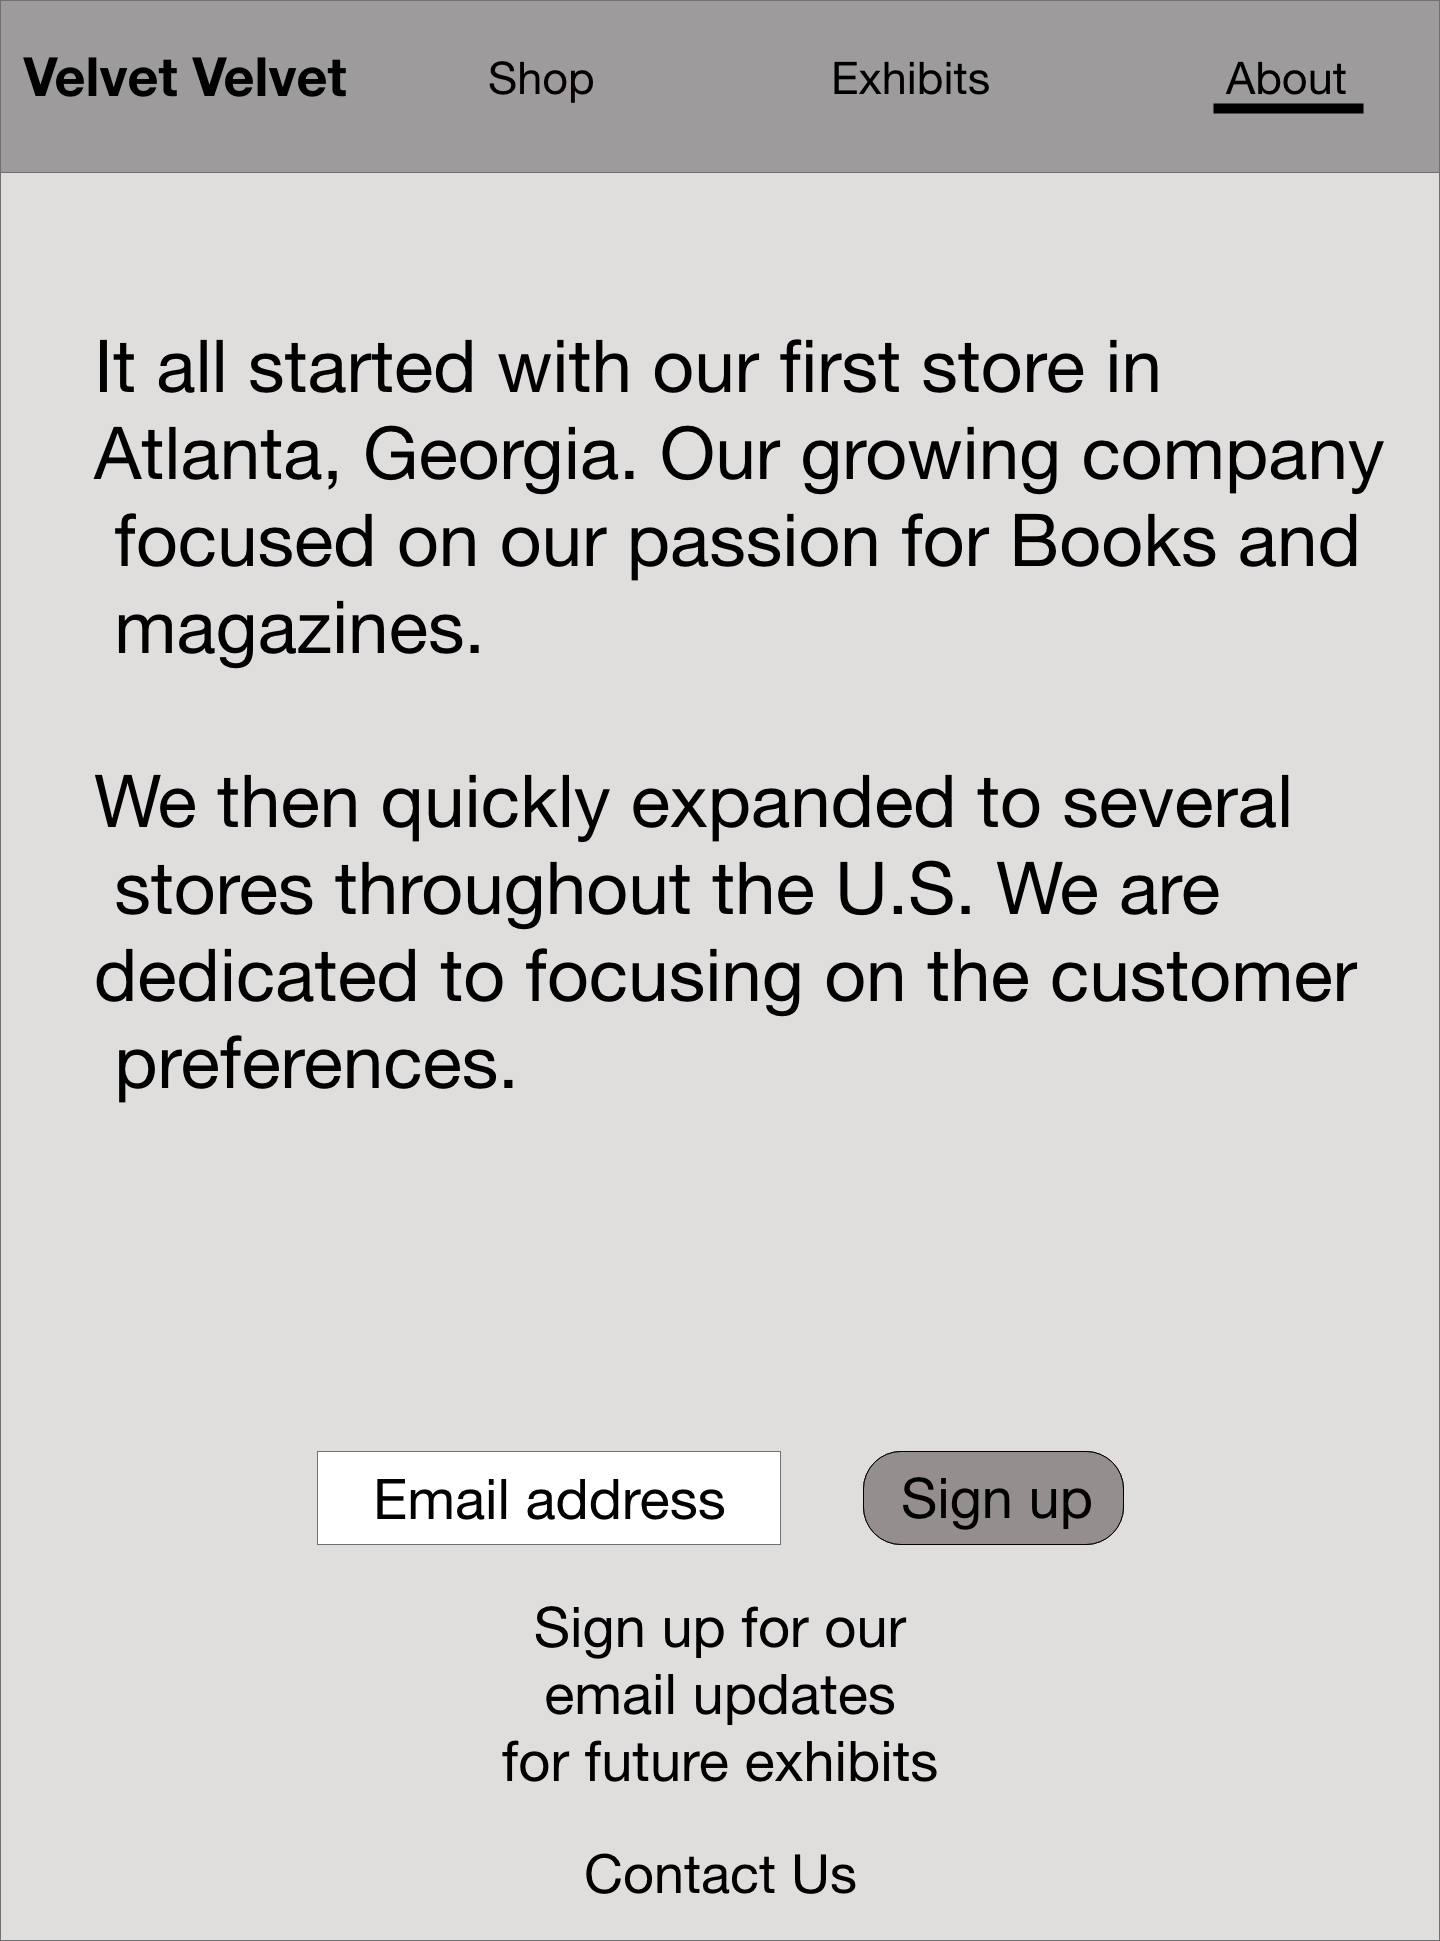 Velvet Velvet Shop Exhibits About
It all started with our first store in
Atlanta, Georgia. Our growing company
focused on our passion for Books and
magazines.
We then quickly expanded to several
stores throughout the U.S. We are
dedicated to focusing on the customer
preferences.
Email address Sign up
Sign up for our
email updates
for future exhibits
Contact Us